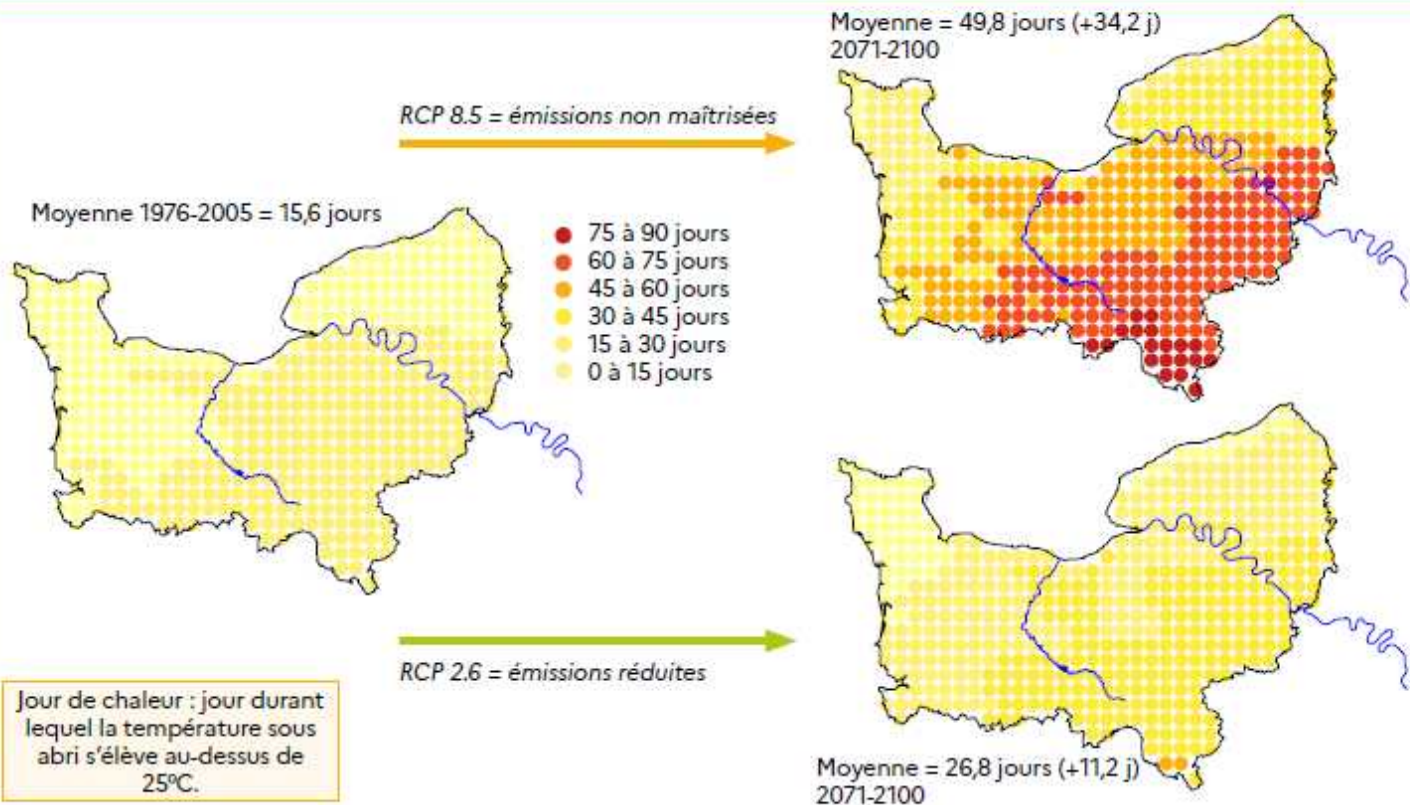 Moyenne = 49,8 jours (+34,2 j)
2071-2100
RCP 8.5 = émissions non maîtrisées
Moyenne 1976-2005 = 15,6 jours
75 à 90 jours
60 à 75 jours
45 à 60 jours
30 à 45 jours
15 à 30 jours
0 à 15 jours
RCP 2.6 = émissions réduites
Jour de chaleur : jour durant
lequel la température sous
abri s’élève au-dessus de
25ºC.
Moyenne = 26,8 jours (+11,2 j)
2071-2100